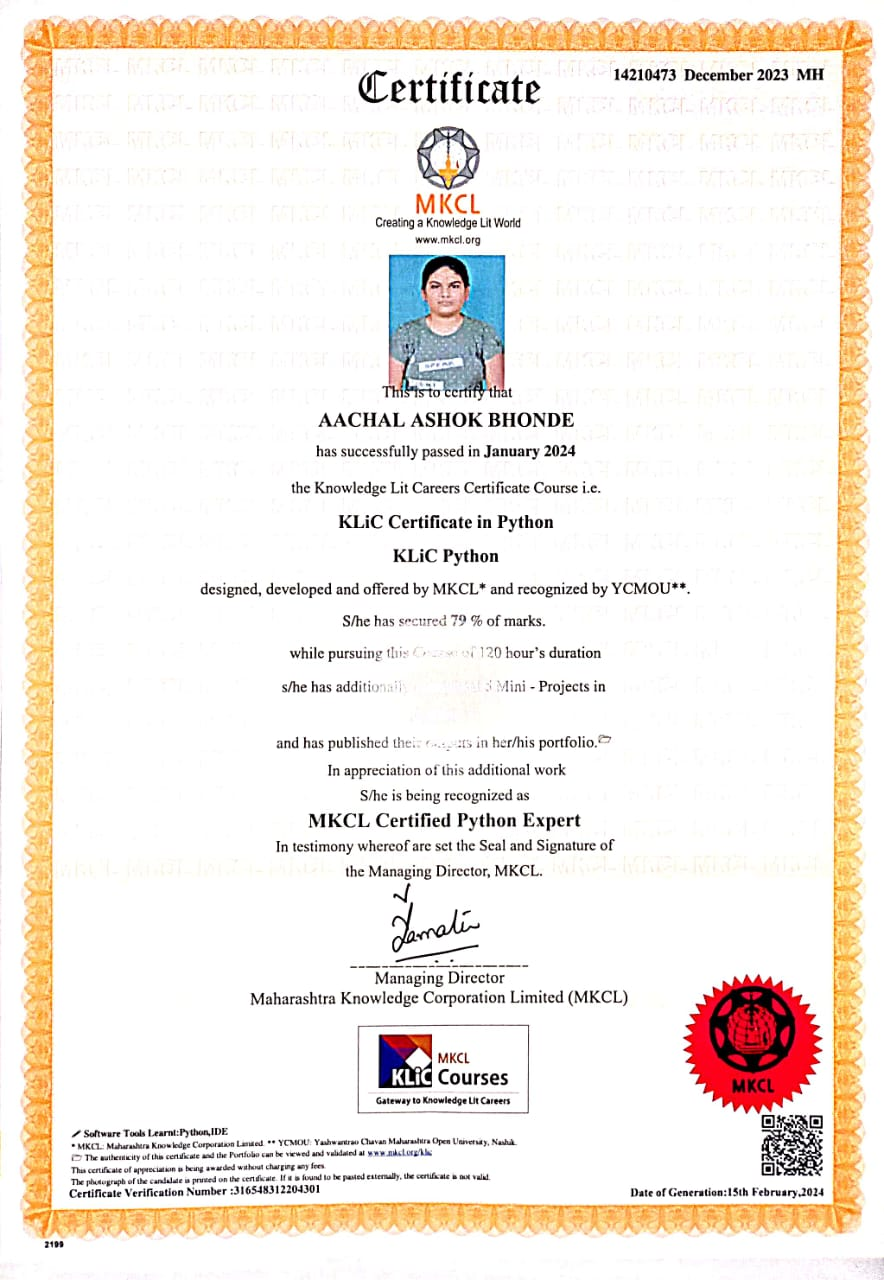 Certificate
14210473 December 2023 MH
MKCL
Creating a Knowledge Lit World
www.mkcl.org
This is to certify that
AACHAL ASHOK BHONDE
has successfully passed in January 2024
the Knowledge Lit Careers Certificate Course i.e.
KLiC Certificate in Python
KLiC Python
designed, developed and offered by MKCL* and recognized by YCMOU**.
S/he has secured 79 % of marks.
while pursuing this Course of 120 hour's duration
s/he has additionally 5 Mini - Projects in
and has published their in her/his portfolio.
In appreciation of this additional work
S/he is being recognized as
MKCL Certified Python Expert
In testimony whereof are set the Seal and Signature of
the Managing Director, MKCL.
Managing Director
Maharashtra Knowledge Corporation Limited (MKCL)
MKCL
KLiC Courses
Gateway to Knowledge Lit Careers
MKCL
Software Tools Learnt:Python,IDE
* MKCL: Maharashtra Knowledge Corporation Limited. ** YCMOU: Yashwantrao Chavan Maharashtra Open University, Nashik.
The authenticity of this certificate and the Portfolio can be viewed and validated at www.mkcl.org/klic
This certificate of appreciation is being awarded without charging any fees.
The photograph of the candidate is printed on the certificate. If it is found to be pasted externally, the certificate is not valid.
Certificate Verification Number :316548312204301
Date of Generation:15th February,2024
2199